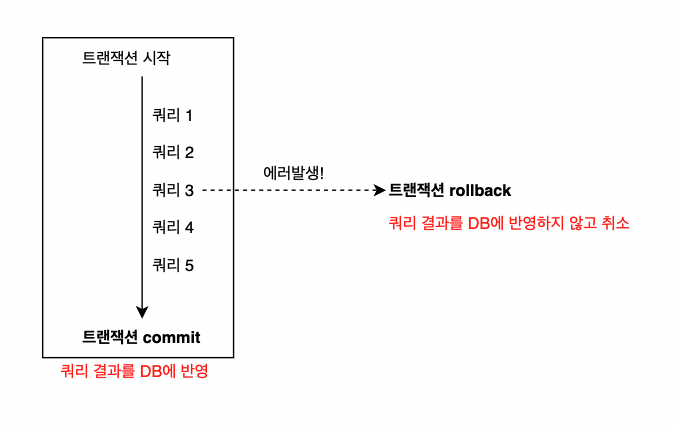 트랜잭션 시작
쿼리 1
쿼리 2
에러발생!
쿼리 3
트랜잭션 rollback
쿼리 결과를 DB에 반영하지 않고 취소
쿼리 4
쿼리 5
트랜잭션 commit
쿼리 결과를 DB에 반영